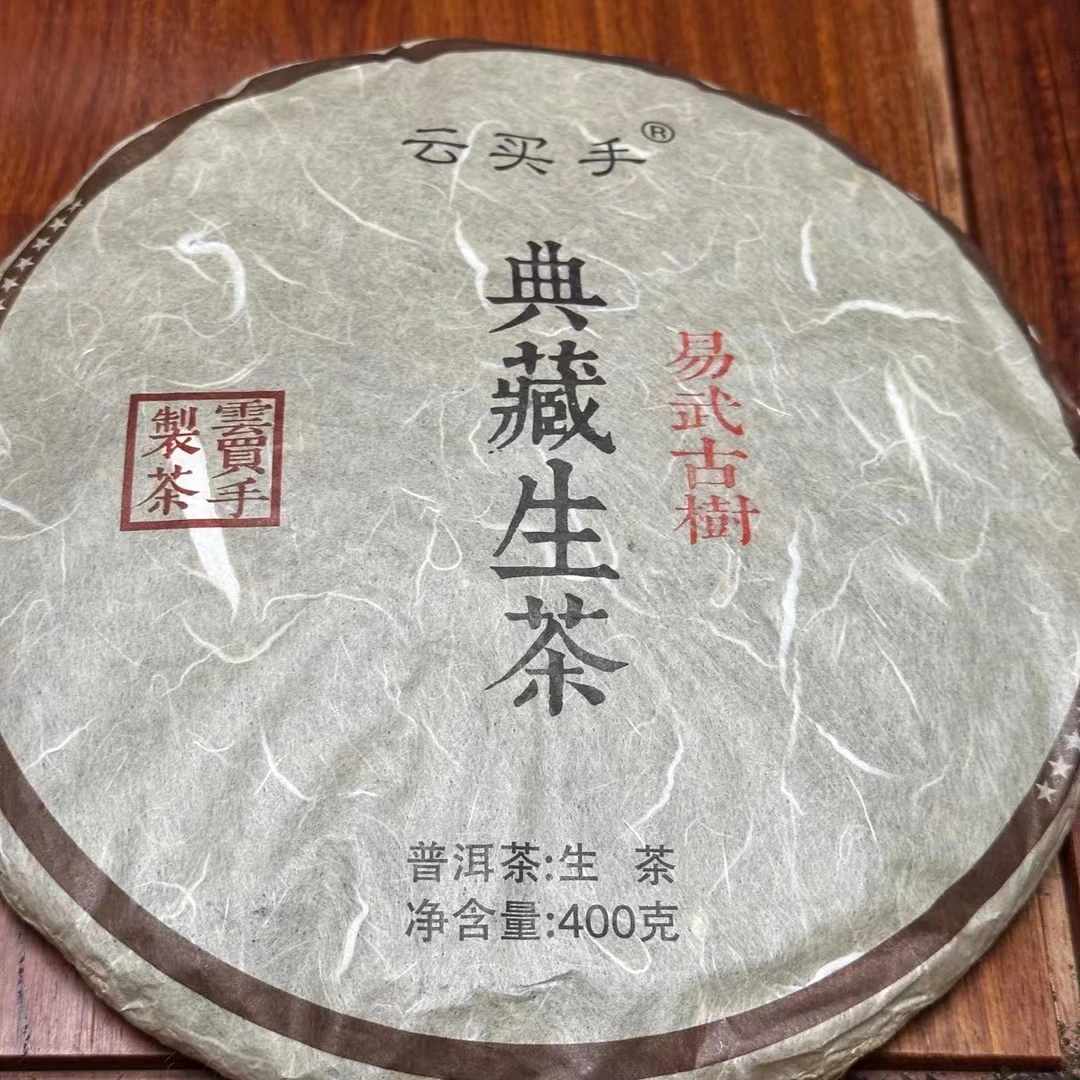 云买手®
典藏生茶
易武古樹
雲買手
製茶
普洱茶:生 茶
净含量:400克